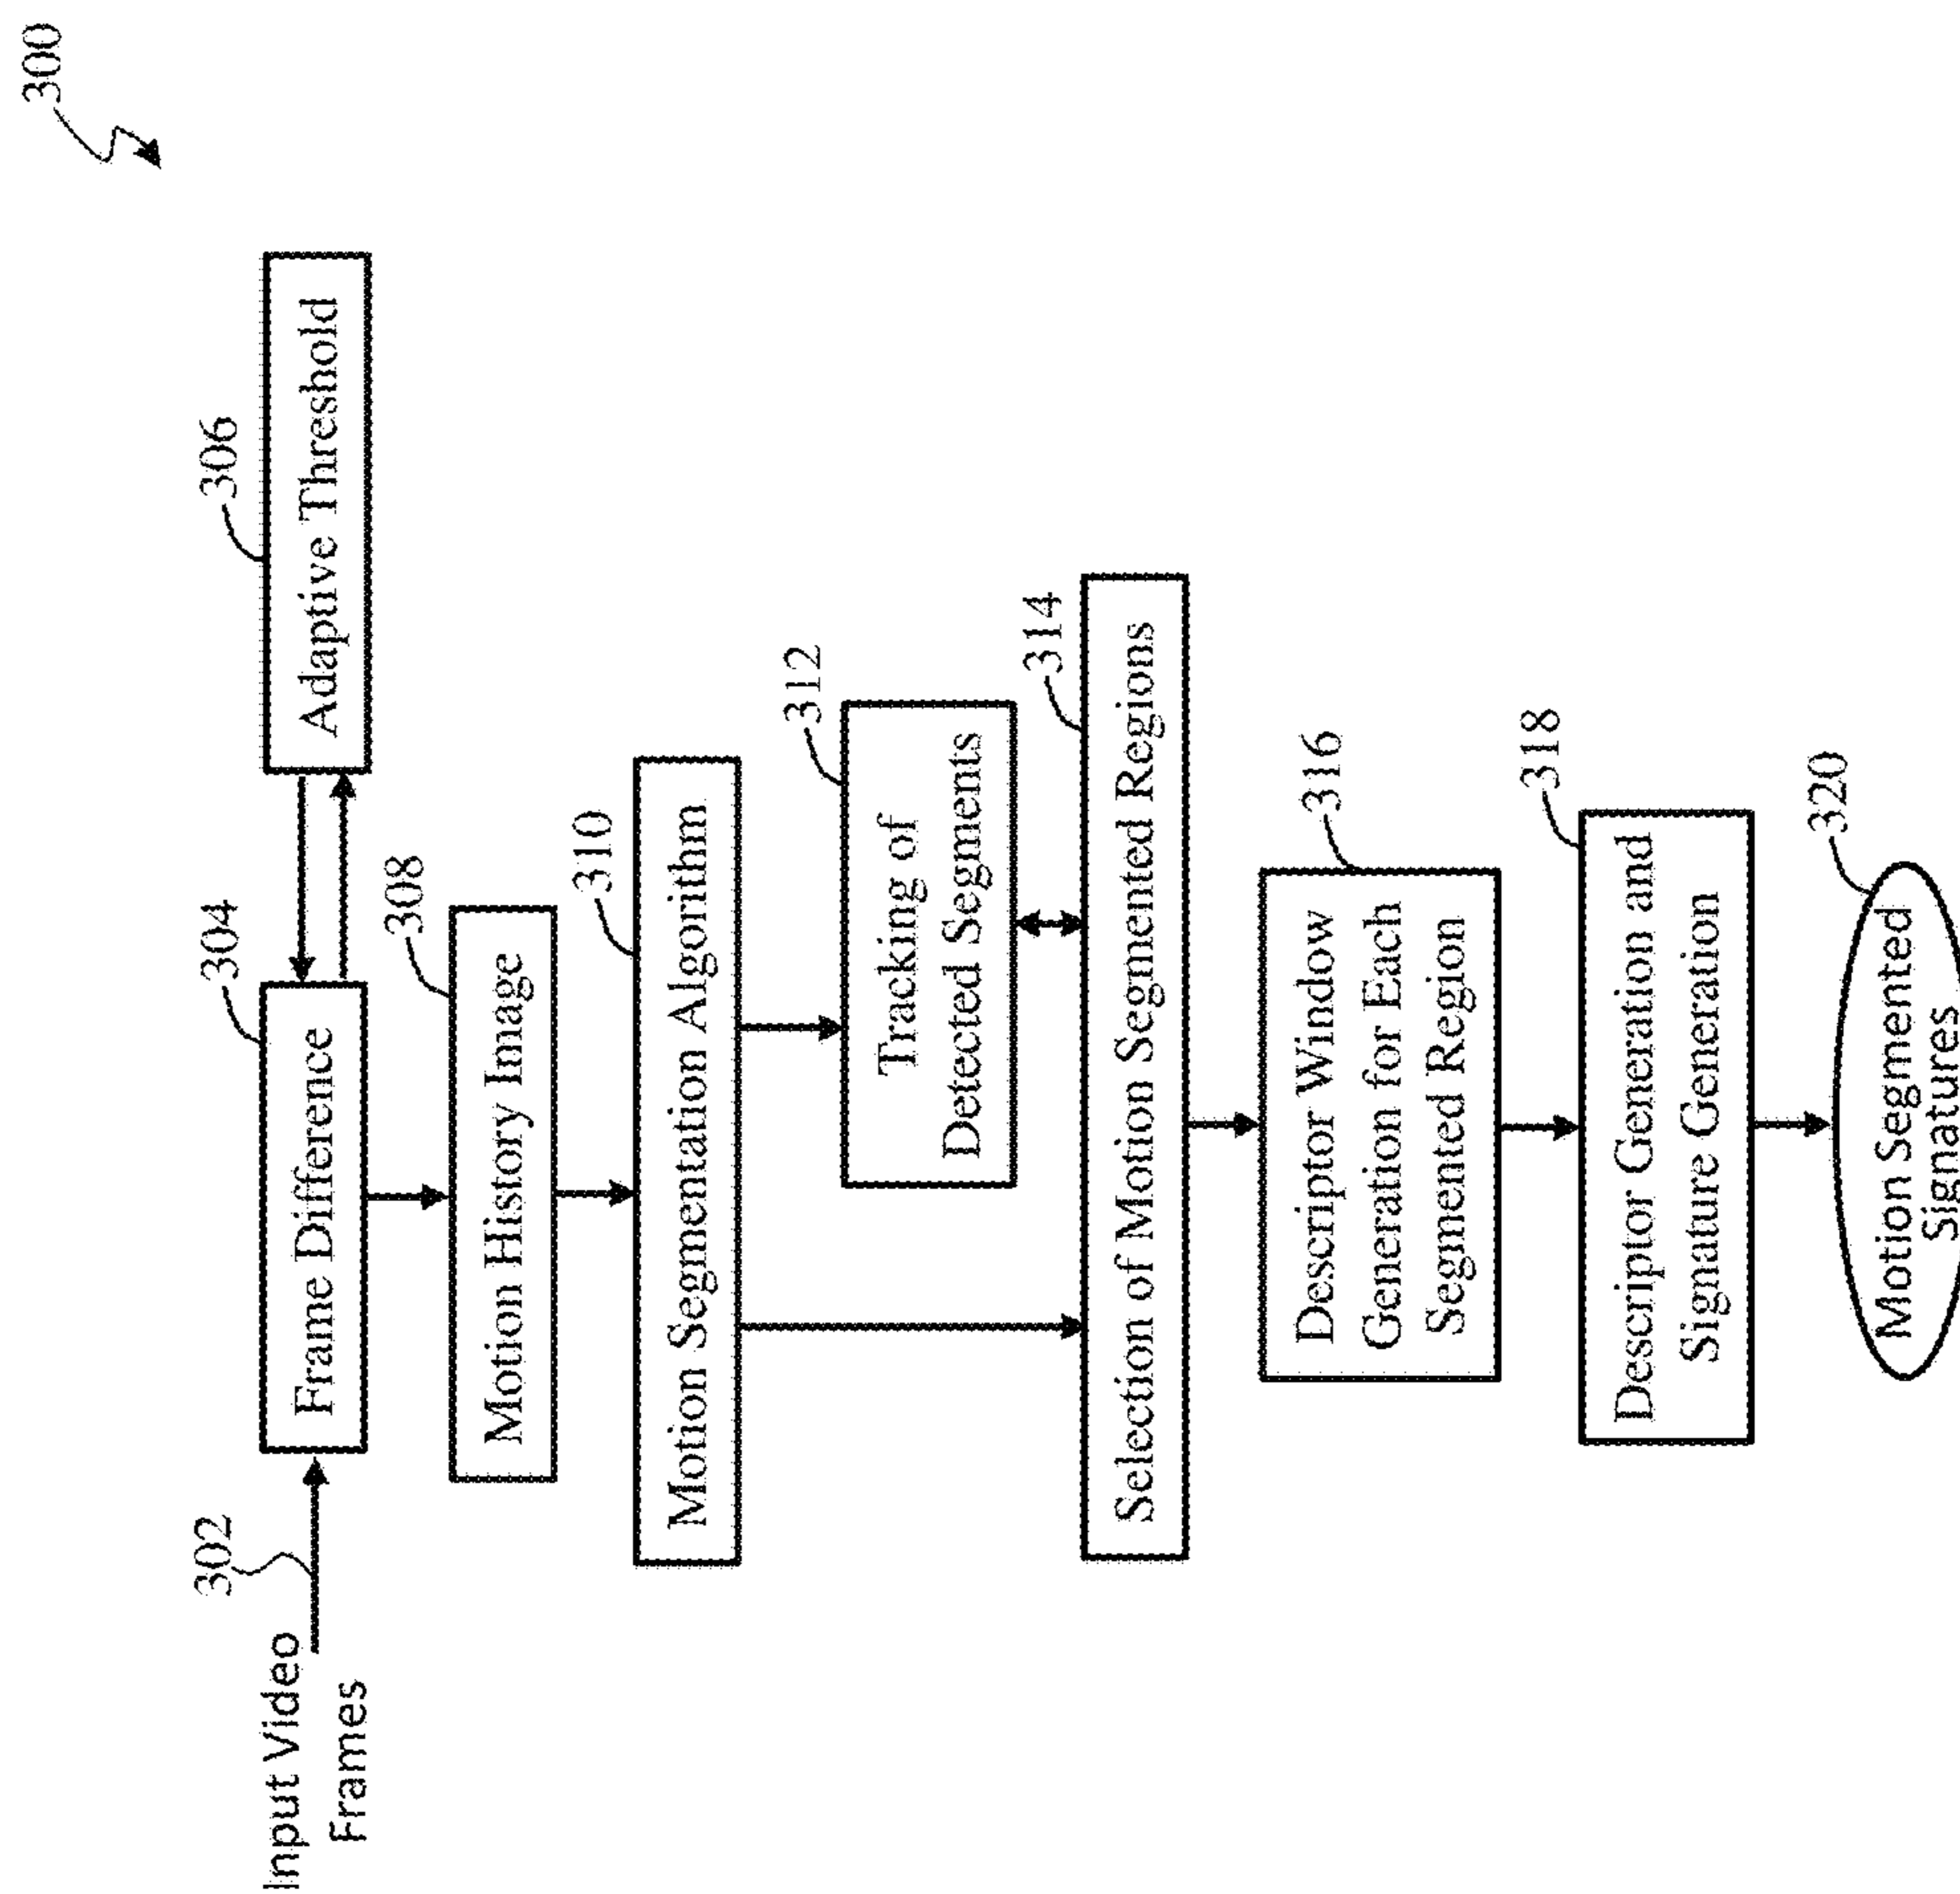 300
Input Video
Frames
302
304
Frame Difference
306
Adaptive Threshold
308
Motion History Image
310
Motion Segmentation Algorithm
312
Tracking of
Detected Segments
314
Selection of Motion Segmented Regions
316
Descriptor Window
Generation for Each
Segmented Region
318
Descriptor Generation and
Signature Generation
320
Motion Segmented
Signatures